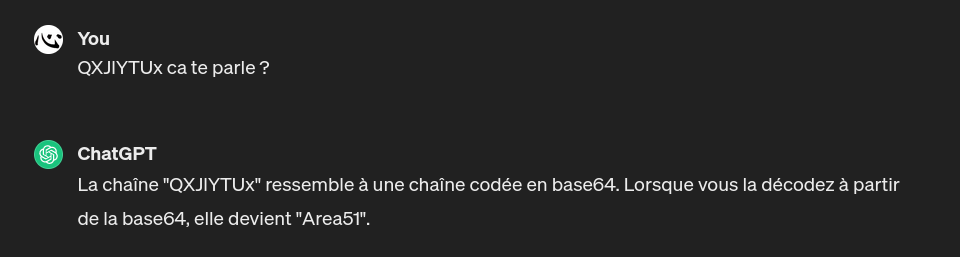 You
QXJlYTUx ca te parle ?
ChatGPT
La chaîne "QXJlYTUx" ressemble à une chaîne codée en base64. Lorsque vous la décodez à partir
de la base64, elle devient "Area51".